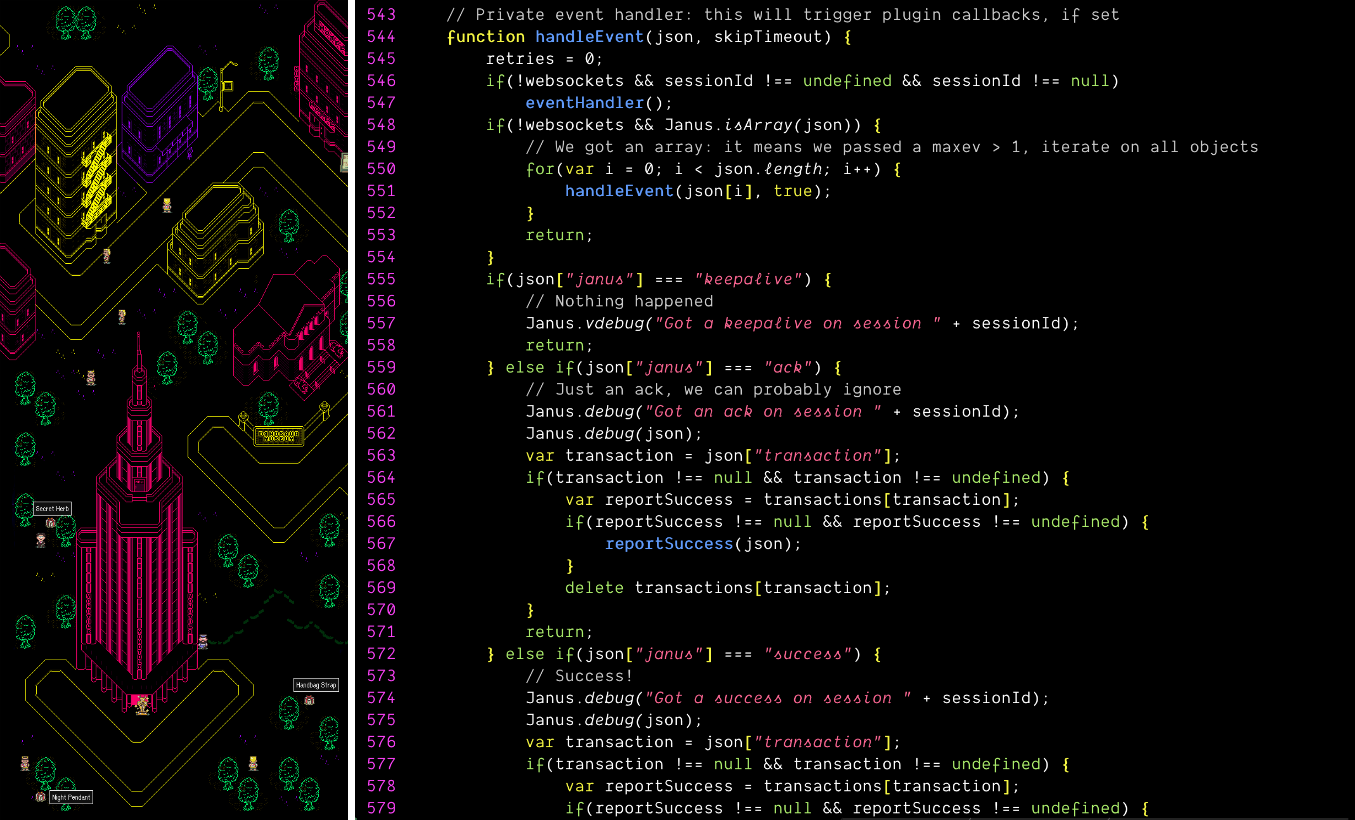 DINOSAUR
MUSEUM
Secret Herb
Handbag Strap
Night Pendant
543 // Private event handler: this will trigger plugin callbacks, if set
544 function handleEvent(json, skipTimeout) {
545 retries = 0;
546 if(!websockets && sessionId !== undefined && sessionId !== null)
547 eventHandler();
548 if(!websockets && Janus.isArray(json)) {
549 // We got an array: it means we passed a maxev > 1, iterate on all objects
550 for(var i = 0; i < json.length; i++) {
551 handleEvent(json[i], true);
552 }
553 return;
554 }
555 if(json["janus"] === "keepalive") {
556 // Nothing happened
557 Janus.vdebug("Got a keepalive on session " + sessionId);
558 return;
559 } else if(json["janus"] === "ack") {
560 // Just an ack, we can probably ignore
561 Janus.debug("Got an ack on session " + sessionId);
562 Janus.debug(json);
563 var transaction = json["transaction"];
564 if(transaction !== null && transaction !== undefined) {
565 var reportSuccess = transactions[transaction];
566 if(reportSuccess !== null && reportSuccess !== undefined) {
567 reportSuccess(json);
568 }
569 delete transactions[transaction];
570 }
571 return;
572 } else if(json["janus"] === "success") {
573 // Success!
574 Janus.debug("Got a success on session " + sessionId);
575 Janus.debug(json);
576 var transaction = json["transaction"];
577 if(transaction !== null && transaction !== undefined) {
578 var reportSuccess = transactions[transaction];
579 if(reportSuccess !== null && reportSuccess !== undefined) {